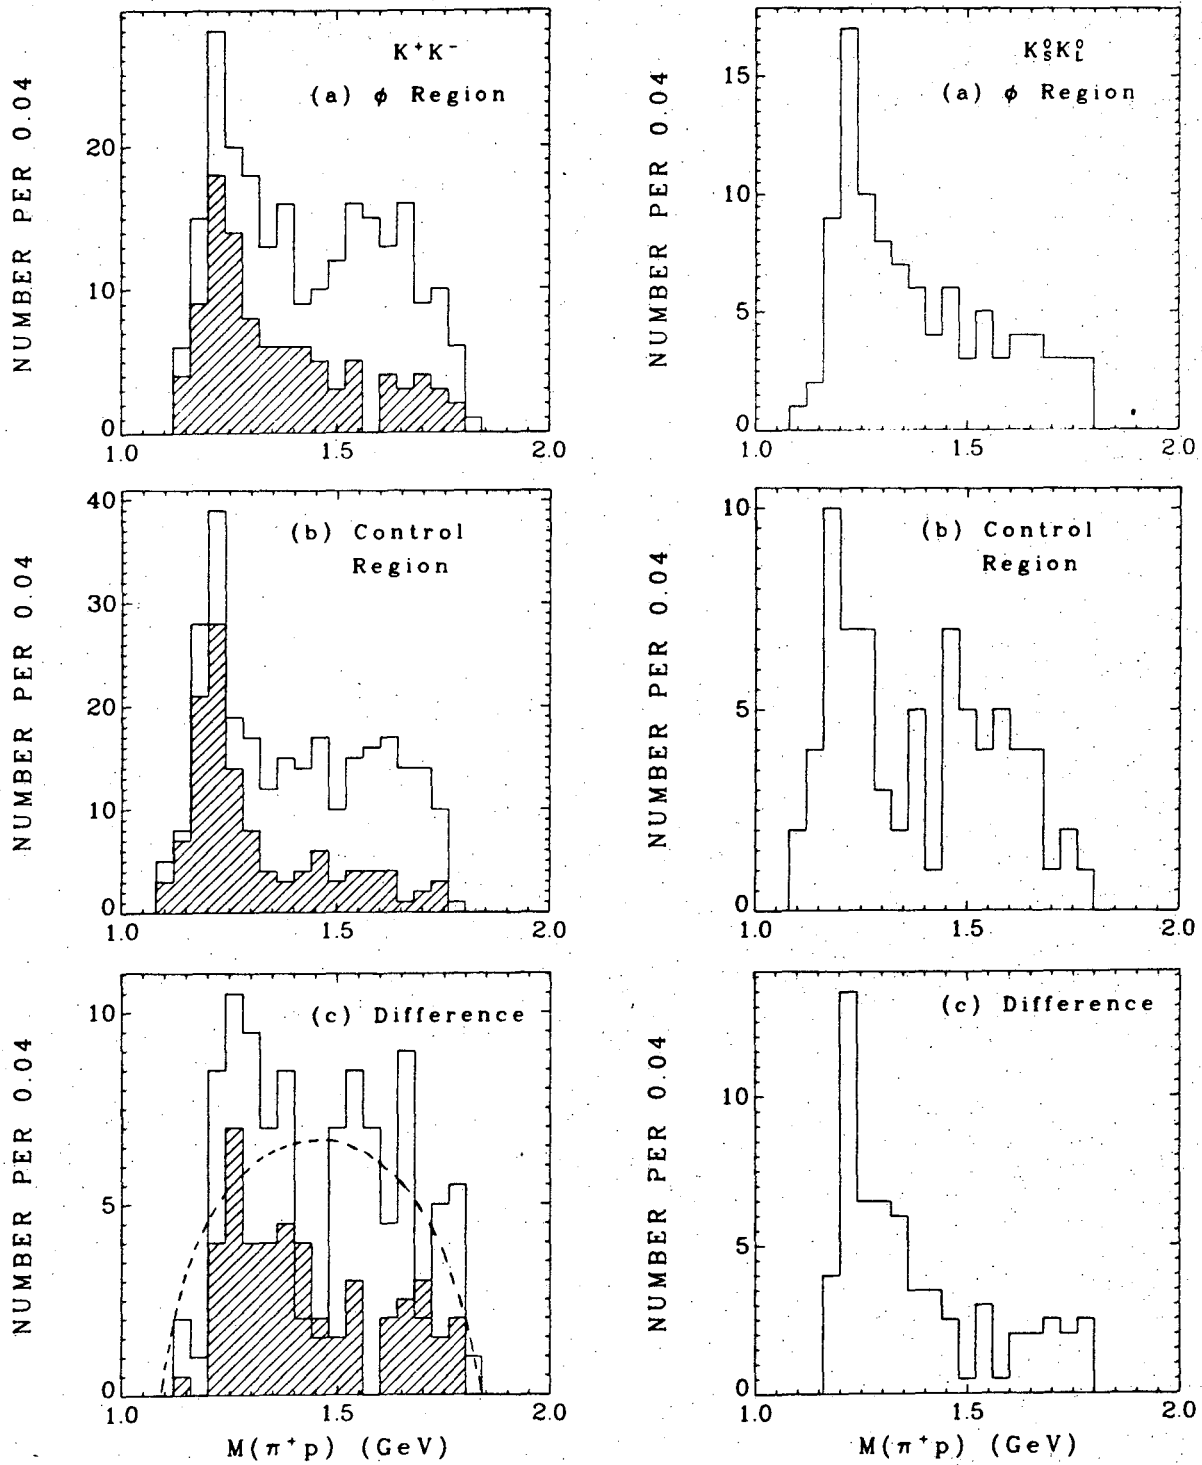 K⁺K⁻
(a) ϕ Region
NUMBER PER 0.04
20
10
0
1.0
1.5
2.0
K⁰SK⁰L
(a) ϕ Region
NUMBER PER 0.04
15
10
5
0
1.0
1.5
2.0
(b) Control
Region
NUMBER PER 0.04
40
30
20
10
0
1.0
1.5
2.0
(b) Control
Region
NUMBER PER 0.04
10
5
0
1.0
1.5
2.0
(c) Difference
NUMBER PER 0.04
10
5
0
1.0
1.5
2.0
M(π⁺p) (GeV)
(c) Difference
NUMBER PER 0.04
10
5
0
1.0
1.5
2.0
M(π⁺p) (GeV)